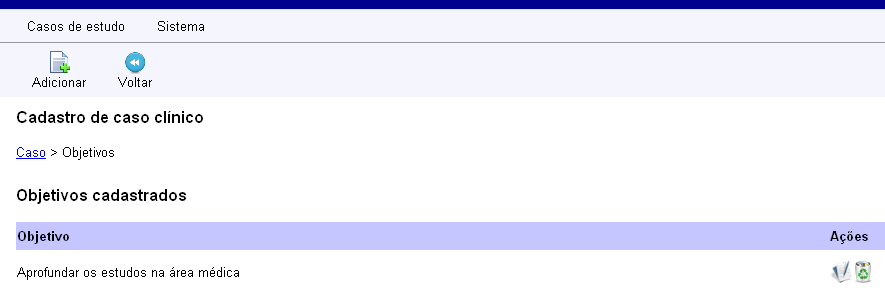 Casos de estudo Sistema
Adicionar Voltar
Cadastro de caso clínico
Caso > Objetivos
Objetivos cadastrados
Objetivo Ações
Aprofundar os estudos na área médica